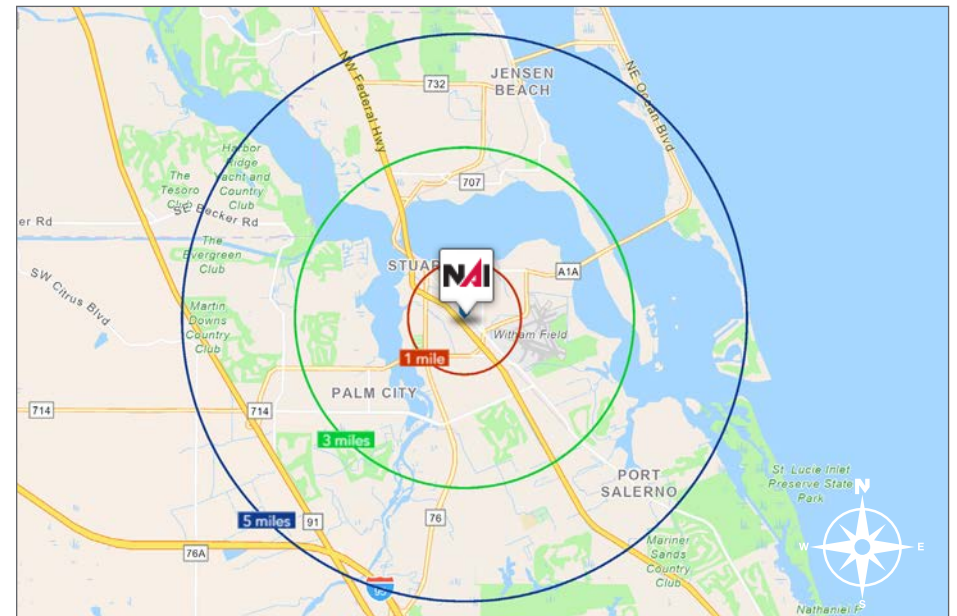 JENSEN
BEACH
732
NW Federal Hwy
NE Ocean Blvd
Harbor
Ridge
Yacht and
Country
Club
The
Tesoro
Club
707
er Rd
SE Becker Rd
The
Evergreen
Club
STUAR
NAI
A1A
SW Citrus Blvd
Martin
Downs
Country
Club
Witham Field
1 mile
PALM CITY
714
714
3 miles
PORT
SALERNO
St. Lucie Inlet
Preserve State
Park
N
5 miles
91
76
76A
W
E
Mariner
Sands
Country
Club
95
S
Nathaniel P